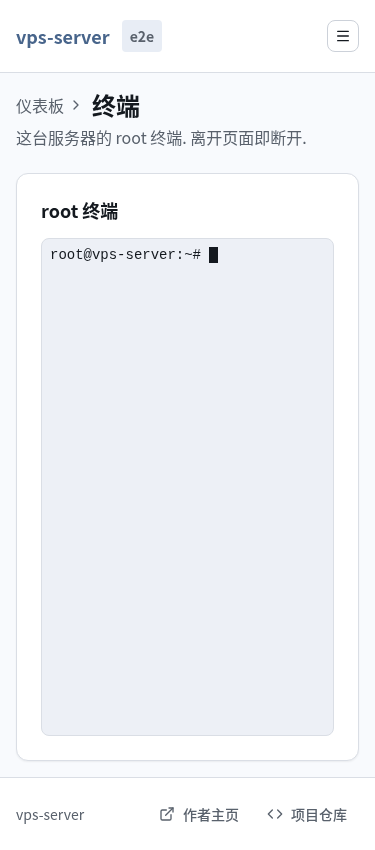 vps-server e2e
仪表板 > 终端
这台服务器的 root 终端. 离开页面即断开.
root 终端
root@vps-server:~#
vps-server 作者主页 项目仓库